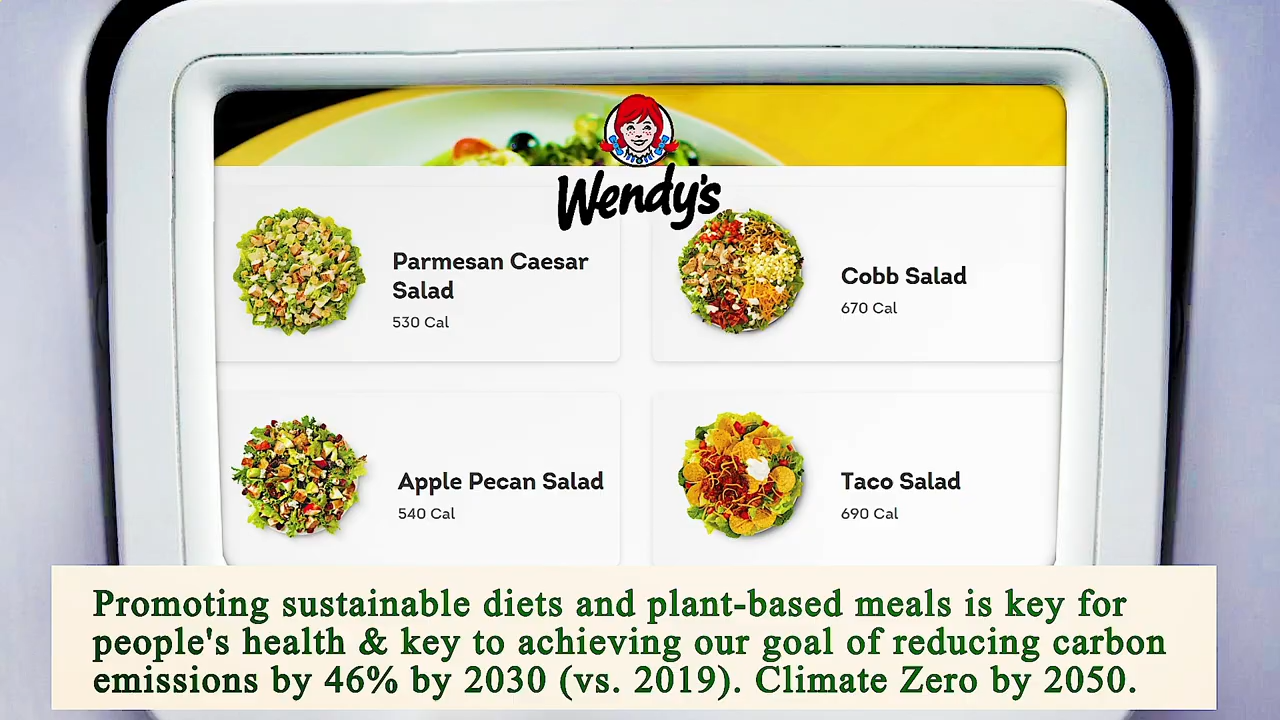 Wendy's
Parmesan Caesar
Salad
530 Cal
Cobb Salad
670 Cal
Apple Pecan Salad
540 Cal
Taco Salad
690 Cal
Promoting sustainable diets and plant-based meals is key for
people's health & key to achieving our goal of reducing carbon
emissions by 46% by 2030 (vs. 2019). Climate Zero by 2050.